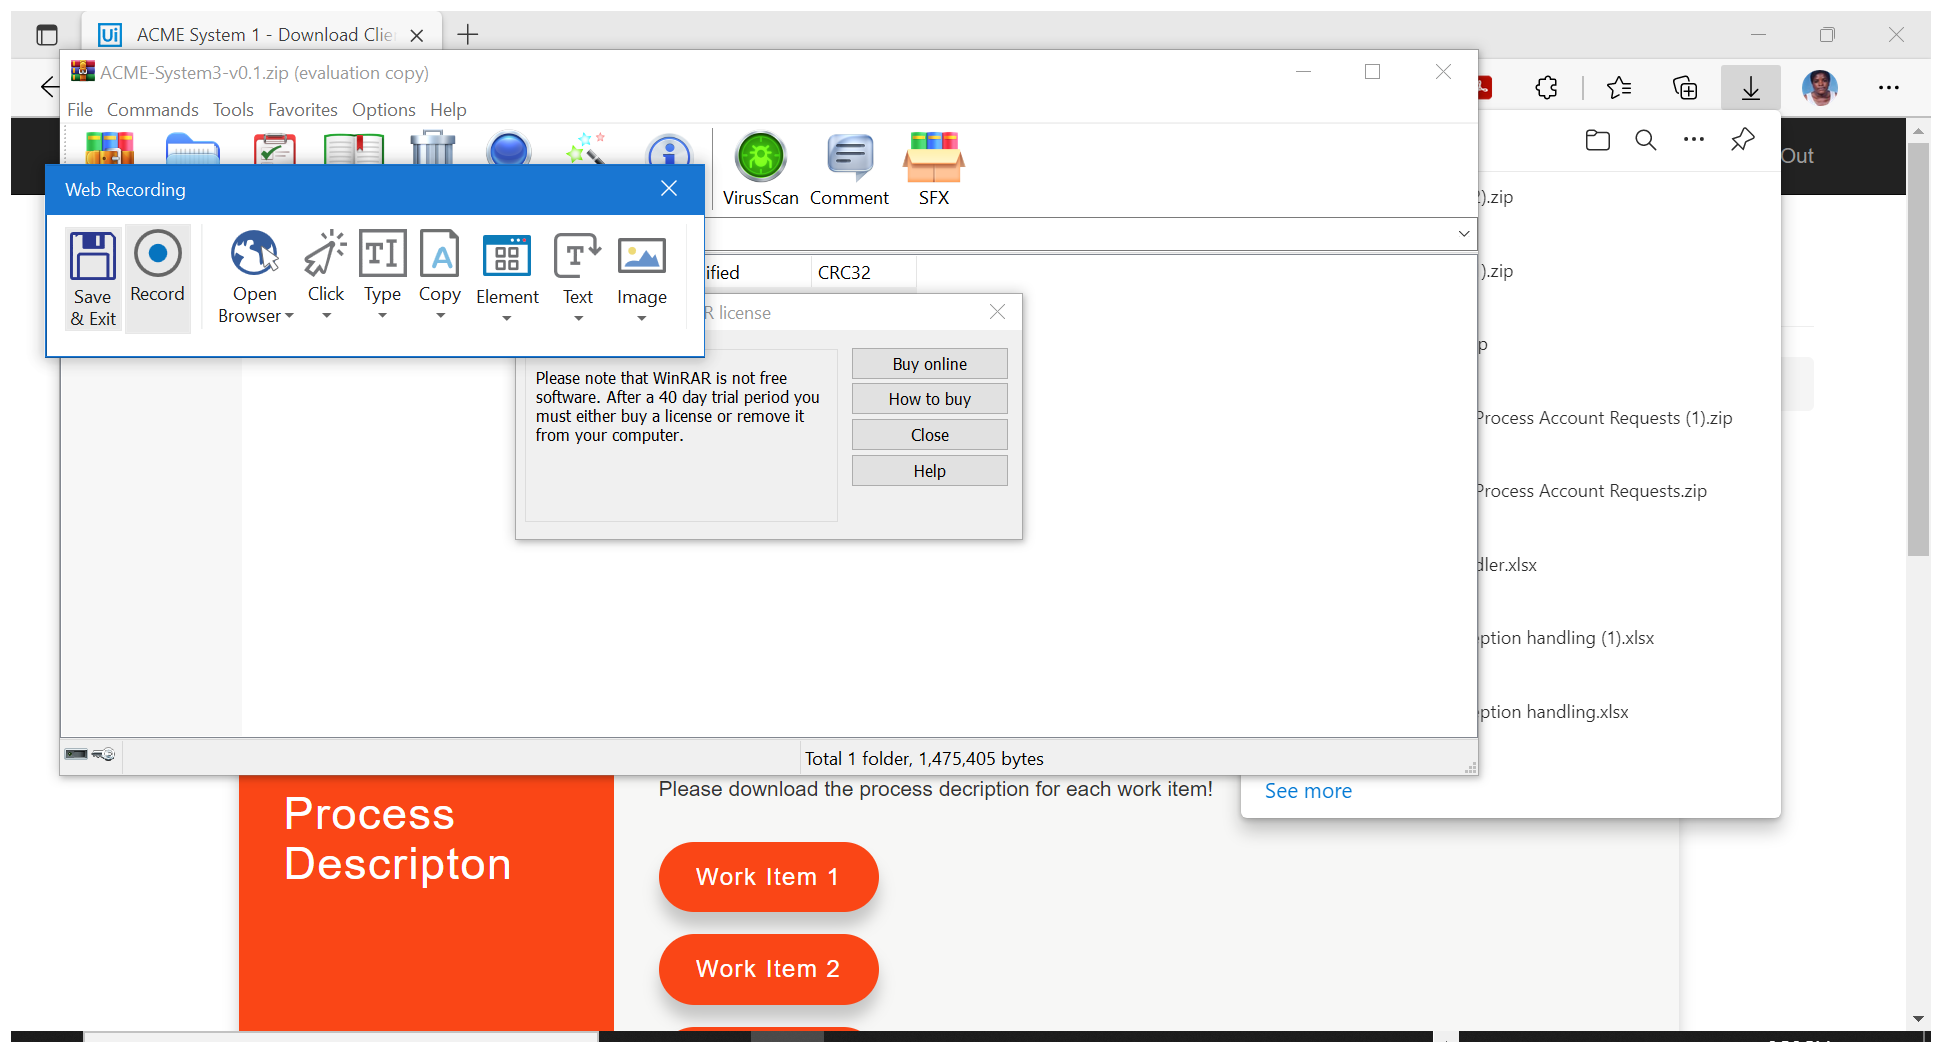 ACME System 1 - Download Clie
ACME-System3-v0.1.zip (evaluation copy)
File Commands Tools Favorites Options Help
VirusScan Comment SFX
Out
Web Recording
Save & Exit
Record
Open Browser
Click
Type
Copy
Element
Text
Image
ified CRC32
R license
Please note that WinRAR is not free
software. After a 40 day trial period you
must either buy a license or remove it
from your computer.
Buy online
How to buy
Close
Help
).zip
).zip
p
Process Account Requests (1).zip
Process Account Requests.zip
dler.xlsx
eption handling (1).xlsx
eption handling.xlsx
See more
Total 1 folder, 1,475,405 bytes
Process
Descripton
Please download the process decription for each work item!
Work Item 1
Work Item 2